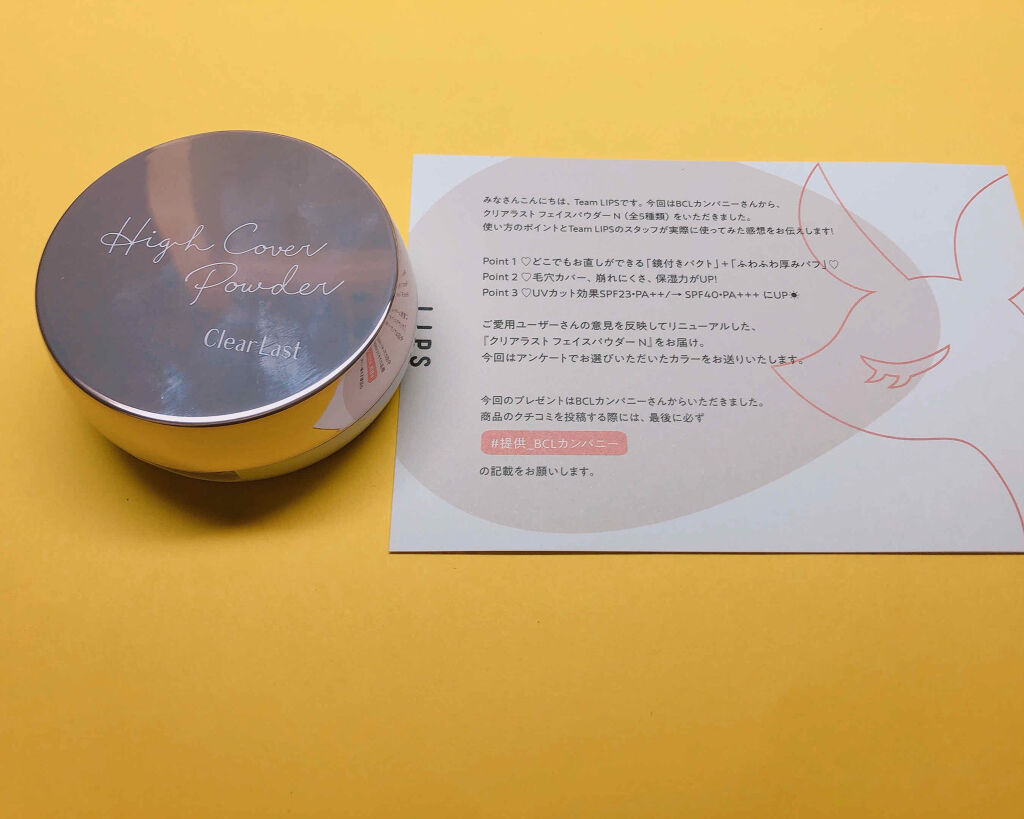 High Cover
Powder
ClearLast
LIPS
みなさんこんにちは、Team LIPSです。今回はBCLカンパニーさんから、
クリアラスト フェイスパウダー N（全5種類）をいただきました。
使い方のポイントとTeam LIPSのスタッフが実際に使ってみた感想をお伝えします!
Point 1 ♡どこでもお直しができる「鏡付きパクト」+「ふわふわ厚みパフ」♡
Point 2 ♡毛穴カバー、崩れにくさ、保湿力がUP!
Point 3 ♡UVカット効果SPF23・PA++/→ SPF40・PA+++ にUP☀
ご愛用ユーザーさんの意見を反映してリニューアルした、
『クリアラスト フェイスパウダー N』をお届け。
今回はアンケートでお選びいただいたカラーをお送りいたします。
今回のプレゼントはBCLカンパニーさんからいただきました。
商品のクチコミを投稿する際には、最後に必ず
#提供_BCLカンパニー
の記載をお願いします。